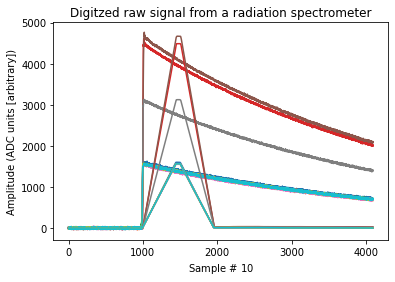 Digitzed raw signal from a radiation spectrometer
Amplitude (ADC units [arbitrary])
5000
4000
3000
2000
1000
0
0 1000 2000 3000 4000
Sample # 10